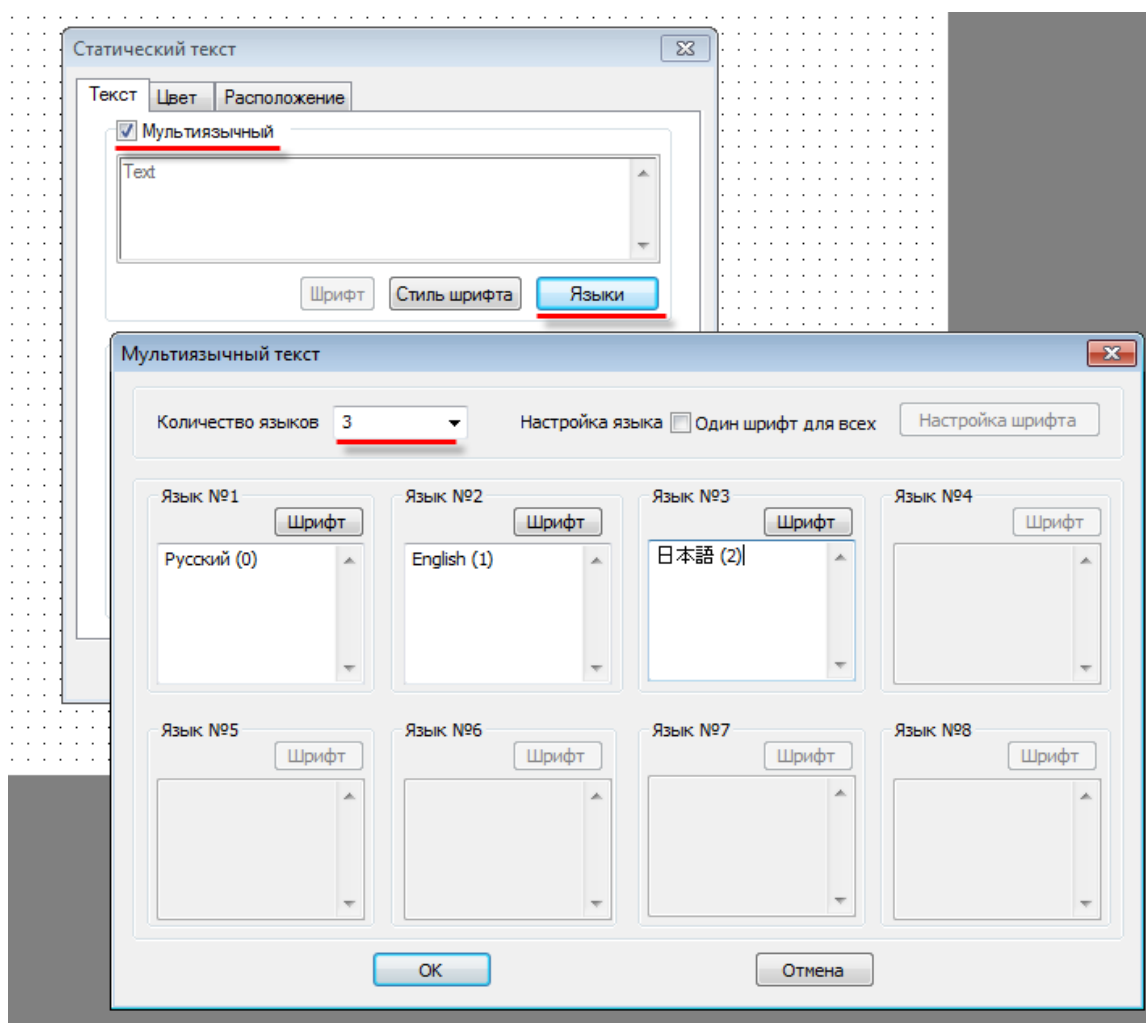 Статический текст
Текст Цвет Расположение
Мультиязычный
Text
Шрифт Стиль шрифта Языки
Мультиязычный текст
Количество языков 3 Настройка языка Один шрифт для всех Настройка шрифта
Язык №1 Язык №2 Язык №3 Язык №4
Шрифт Шрифт Шрифт Шрифт
Русский (0) English (1) 日本語 (2) 
Язык №5 Язык №6 Язык №7 Язык №8
Шрифт Шрифт Шрифт Шрифт
OK Отмена